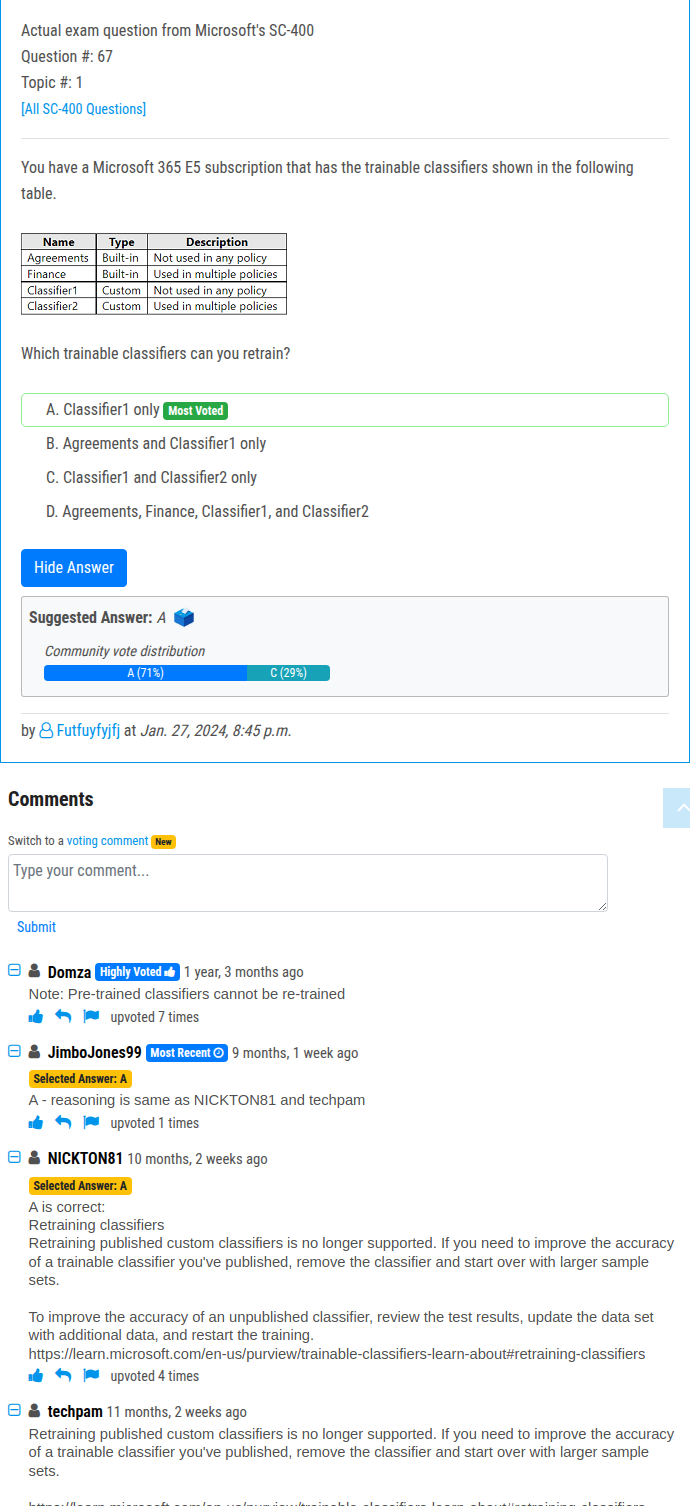 Actual exam question from Microsoft's SC-400
Question #: 67
Topic #: 1
[All SC-400 Questions]
You have a Microsoft 365 E5 subscription that has the trainable classifiers shown in the following
table.
Name Type Description
Agreements Built-in Not used in any policy
Finance Built-in Used in multiple policies
Classifier1 Custom Not used in any policy
Classifier2 Custom Used in multiple policies
Which trainable classifiers can you retrain?
A. Classifier1 only Most Voted
B. Agreements and Classifier1 only
C. Classifier1 and Classifier2 only
D. Agreements, Finance, Classifier1, and Classifier2
Hide Answer
Suggested Answer: A
Community vote distribution
A (71%) C (29%)
by Futfuyfyjfj at Jan. 27, 2024, 8:45 p.m.
Comments
Switch to a voting comment New
Type your comment...
Submit
Domza Highly Voted 1 year, 3 months ago
Note: Pre-trained classifiers cannot be re-trained
upvoted 7 times
JimboJones99 Most Recent 9 months, 1 week ago
Selected Answer: A
A - reasoning is same as NICKTON81 and techpam
upvoted 1 times
NICKTON81 10 months, 2 weeks ago
Selected Answer: A
A is correct:
Retraining classifiers
Retraining published custom classifiers is no longer supported. If you need to improve the accuracy
of a trainable classifier you've published, remove the classifier and start over with larger sample
sets.
To improve the accuracy of an unpublished classifier, review the test results, update the data set
with additional data, and restart the training.
https://learn.microsoft.com/en-us/purview/trainable-classifiers-learn-about#retraining-classifiers
upvoted 4 times
techpam 11 months, 2 weeks ago
Retraining published custom classifiers is no longer supported. If you need to improve the accuracy
of a trainable classifier you've published, remove the classifier and start over with larger sample
sets.